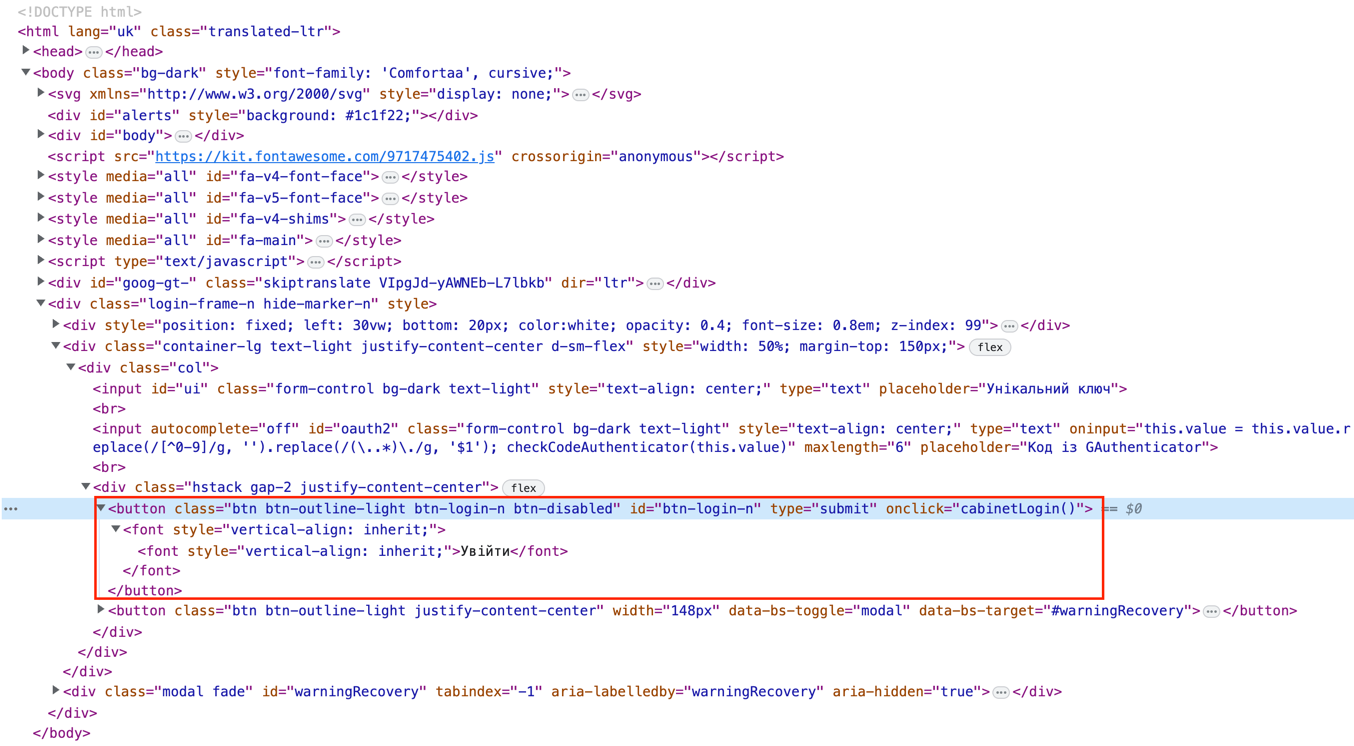 <!DOCTYPE html>
<html lang="uk" class="translated-ltr">
<head> ••• </head>
<body class="bg-dark" style="font-family: 'Comfortaa', cursive;">
<svg xmlns="http://www.w3.org/2000/svg" style="display: none;"> ••• </svg>
<div id="alerts" style="background: #1c1f22;"></div>
<div id="body"> ••• </div>
<script src="https://kit.fontawesome.com/9717475402.js" crossorigin="anonymous"></script>
<style media="all" id="fa-v4-font-face"> ••• </style>
<style media="all" id="fa-v5-font-face"> ••• </style>
<style media="all" id="fa-v4-shims"> ••• </style>
<style media="all" id="fa-main"> ••• </style>
<script type="text/javascript"> ••• </script>
<div id="goog-gt-" class="skiptranslate VIpgJd-yAWNEb-L7lbkb" dir="ltr"> ••• </div>
<div class="login-frame-n hide-marker-n" style>
<div style="position: fixed; left: 30vw; bottom: 20px; color:white; opacity: 0.4; font-size: 0.8em; z-index: 99"> ••• </div>
<div class="container-lg text-light justify-content-center d-sm-flex" style="width: 50%; margin-top: 150px;"> flex
<div class="col">
<input id="ui" class="form-control bg-dark text-light" style="text-align: center;" type="text" placeholder="Унікальний ключ">
<br>
<input autocomplete="off" id="oauth2" class="form-control bg-dark text-light" style="text-align: center;" type="text" oninput="this.value = this.value.r
eplace(/[^0-9]/g, '').replace(/(\..*)\./g, '$1'); checkCodeAuthenticator(this.value)" maxlength="6" placeholder="Код із GAuthenticator">
<br>
<div class="hstack gap-2 justify-content-center"> flex
••• <button class="btn btn-outline-light btn-login-n btn-disabled" id="btn-login-n" type="submit" onclick="cabinetLogin()"> == $0
<font style="vertical-align: inherit;">
<font style="vertical-align: inherit;">Увійти</font>
</font>
</button>
<button class="btn btn-outline-light justify-content-center" width="148px" data-bs-toggle="modal" data-bs-target="#warningRecovery"> ••• </button>
</div>
</div>
</div>
<div class="modal fade" id="warningRecovery" tabindex="-1" aria-labelledby="warningRecovery" aria-hidden="true"> ••• </div>
</div>
</body>